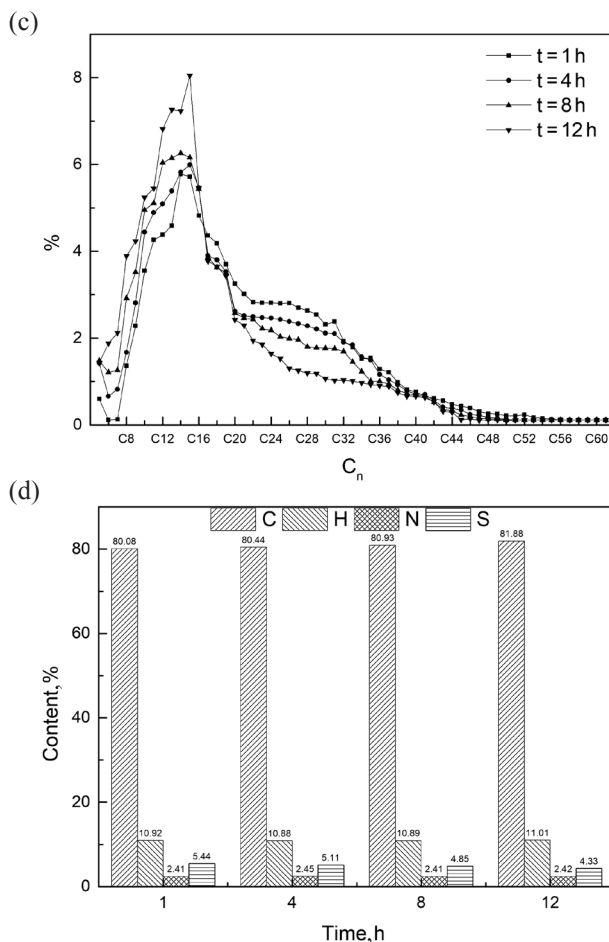 (c)
t = 1 h
t = 4 h
t = 8 h
t = 12 h
8
6
4
2
0
%
C8 C12 C16 C20 C24 C28 C32 C36 C40 C44 C48 C52 C56 C60
Cn
(d)
C H N S
80
60
40
20
0
Content,%
80.08 80.44 80.93 81.88
10.92 10.88 10.89 11.01
2.41 2.45 2.41 2.42
5.44 5.11 4.85 4.33
1 4 8 12
Time,h